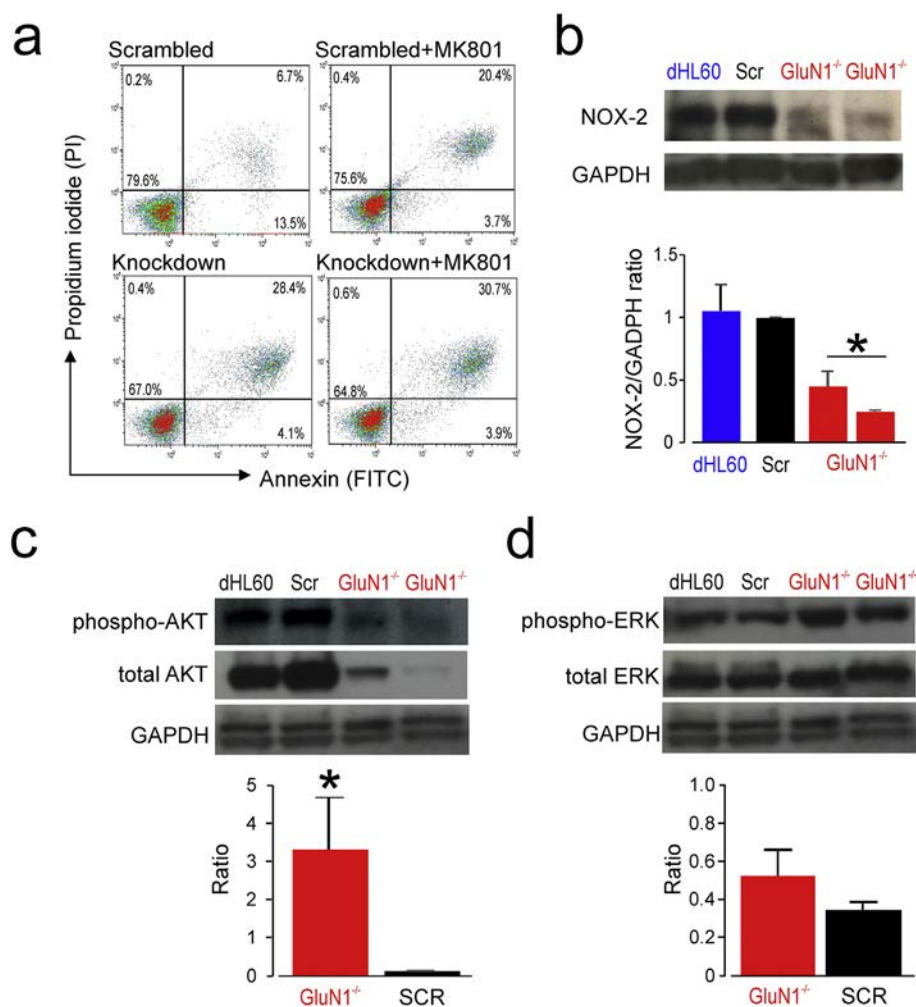 a
Scrambled
0.2%
6.7%
79.6%
13.5%
Scrambled+MK801
0.4%
20.4%
75.6%
3.7%
Knockdown
0.4%
28.4%
67.0%
4.1%
Knockdown+MK801
0.6%
30.7%
64.8%
3.9%
Propidium iodide (PI)
Annexin (FITC)
b
dHL60 Scr GluN1-/- GluN1-/-
NOX-2
GAPDH
NOX-2/GADPH ratio
1.5
1
0.5
0
*
dHL60 Scr GluN1-/-
c
dHL60 Scr GluN1-/- GluN1-/-
phospho-AKT
total AKT
GAPDH
Ratio
5
4
3
2
1
0
*
GluN1-/- SCR
d
dHL60 Scr GluN1-/- GluN1-/-
phospho-ERK
total ERK
GAPDH
Ratio
1.0
0.8
0.6
0.4
0.2
0
GluN1-/- SCR